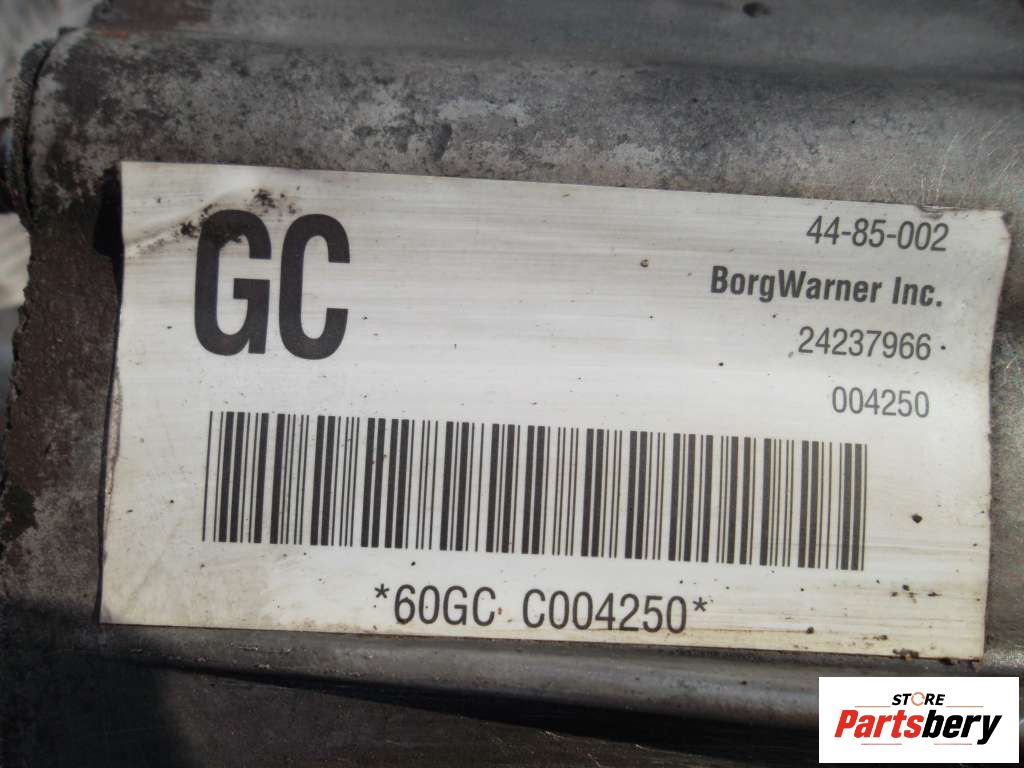 GC
44-85-002
BorgWarner Inc.
24237966
004250
*60GC C004250*
STORE
Partsbery